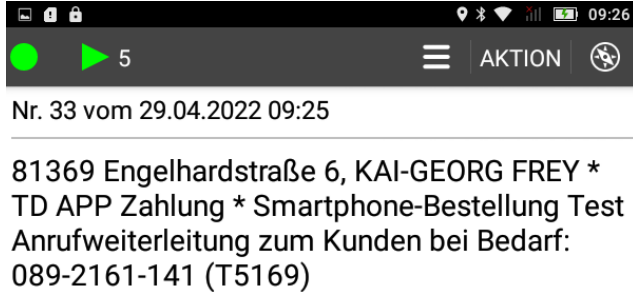 09:26
5
AKTION
Nr. 33 vom 29.04.2022 09:25
81369 Engelhardstraße 6, KAI-GEORG FREY *
TD APP Zahlung * Smartphone-Bestellung Test
Anrufweiterleitung zum Kunden bei Bedarf:
089-2161-141 (T5169)